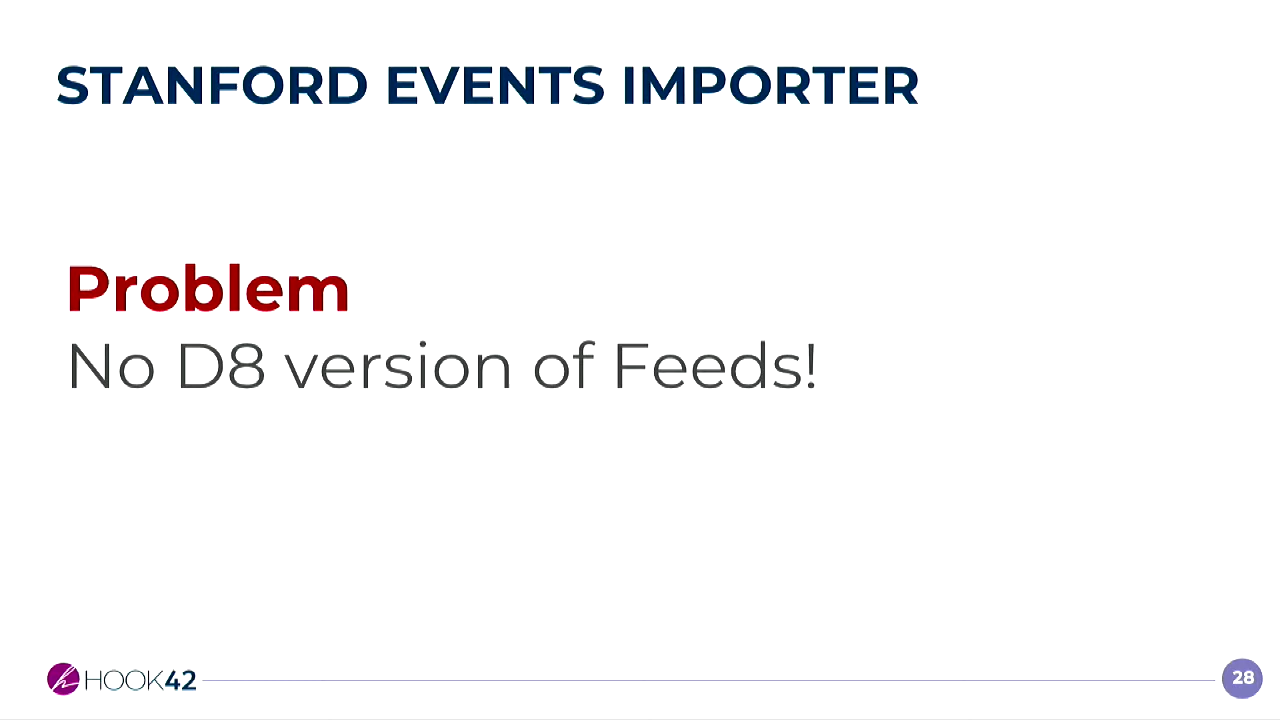 STANFORD EVENTS IMPORTER
Problem
No D8 version of Feeds!
HOOK42
28